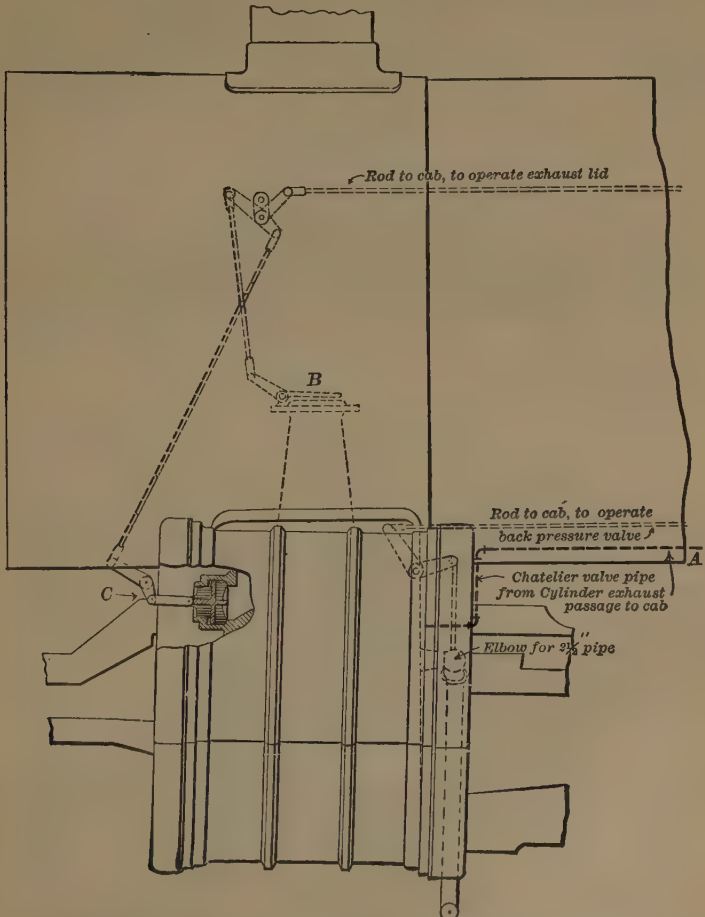 Rod to cab, to operate exhaust lid
B
Rod to cab, to operate
back pressure valve
A
Chatelier valve pipe
from Cylinder exhaust
passage to cab
C
Elbow for 2½" pipe